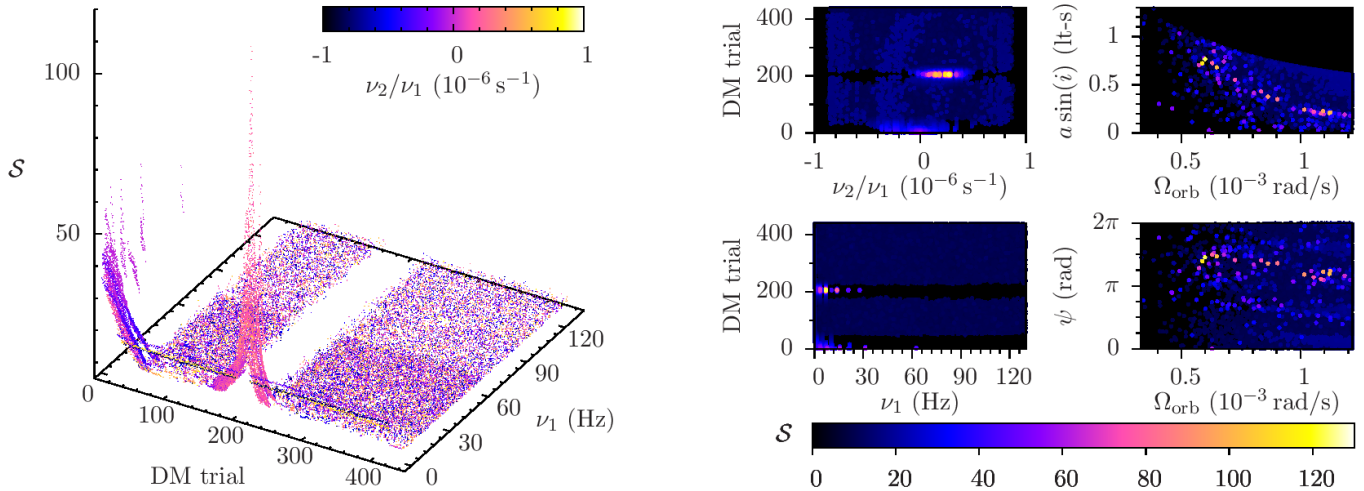 -1 0 1
ν₂/ν₁ (10⁻⁶ s⁻¹)
100
50
0
𝒮
0 100 200 300 400
DM trial
0 30 60 90 120
ν₁ (Hz)
400
200
0
DM trial
-1 0 1
ν₂/ν₁ (10⁻⁶ s⁻¹)
1
0.5
0
a sin(i) (lt-s)
0.5 1
Ω_orb (10⁻³ rad/s)
400
200
0
DM trial
0 30 60 90 120
ν₁ (Hz)
2π
π
0
ψ (rad)
0.5 1
Ω_orb (10⁻³ rad/s)
𝒮
0 20 40 60 80 100 120